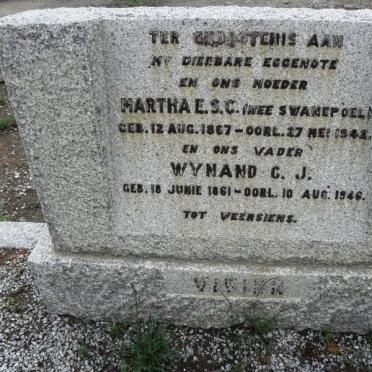 TER GEDAGTENIS AAN
MY DIERBARE EGGENOTE
EN ONS MOEDER
MARTHA E.S.C. (NEE SWANEPOEL)
GEB. 12 AUG. 1867 - OORL. 27 MEI 1942.
EN ONS VADER
WYNAND C. J.
GEB. 18 JUNIE 1861 - OORL. 10 AUG. 1946.
TOT WEERSIENS.
VIVIER